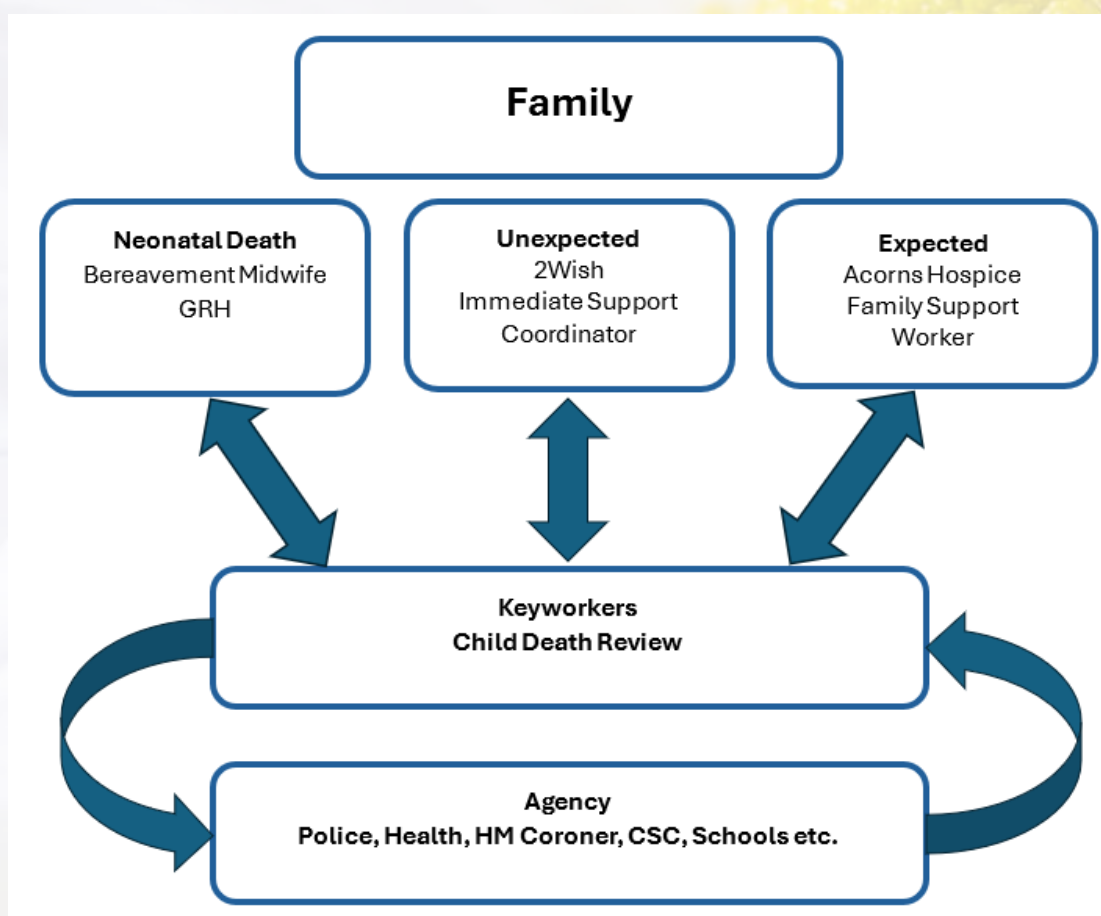 Family
Neonatal Death
Bereavement Midwife
GRH
Unexpected
2Wish
Immediate Support
Coordinator
Expected
Acorns Hospice
Family Support
Worker
Keyworkers
Child Death Review
Agency
Police, Health, HM Coroner, CSC, Schools etc.